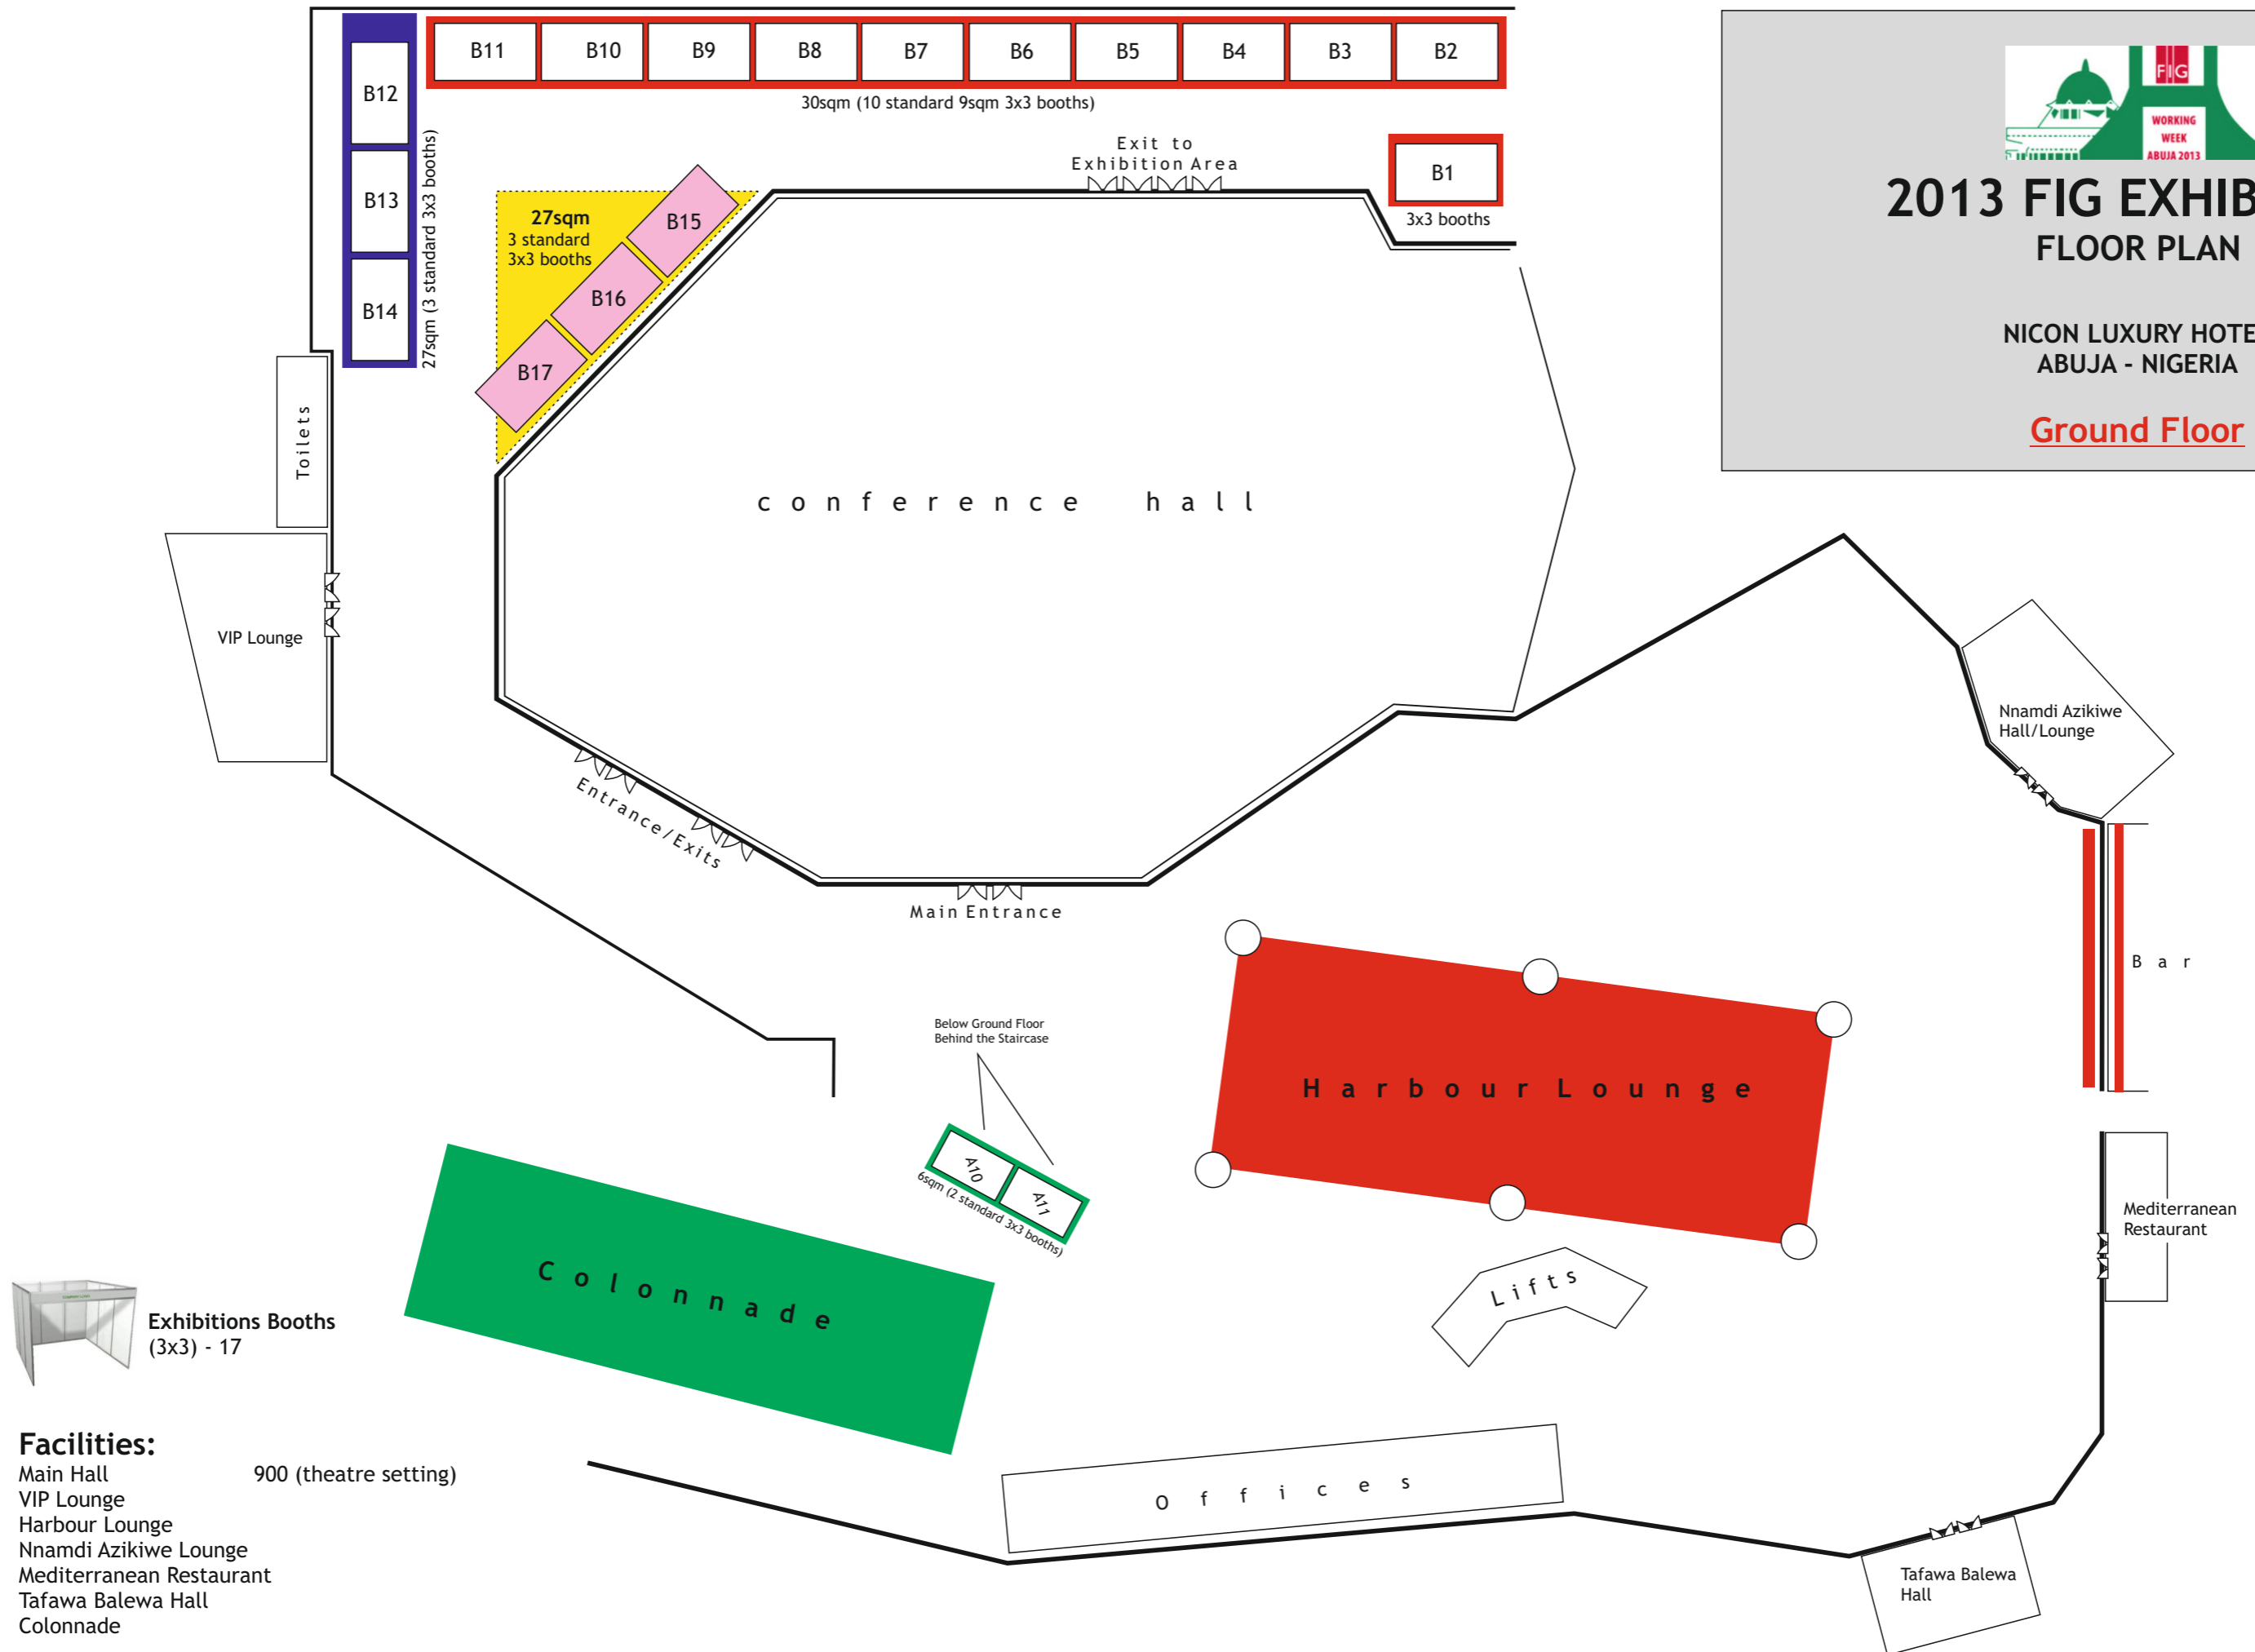 B11
B10
B9
B8
B7
B6
B5
B4
B3
B2
30sqm (10 standard 9sqm 3x3 booths)
B12
B13
B14
27sqm (3 standard 3x3 booths)
Exit to
Exhibition Area
B1
3x3 booths
27sqm
3 standard
3x3 booths
B15
B16
B17
FIG
WORKING
WEEK
ABUJA 2013
2013 FIG EXHIB
FLOOR PLAN
NICON LUXURY HOTE
ABUJA - NIGERIA
Ground Floor
Toilets
conference hall
VIP Lounge
Nnamdi Azikiwe
Hall/Lounge
Entrance/Exits
Main Entrance
Bar
Below Ground Floor
Behind the Staircase
Harbour Lounge
A10
A11
6sqm (2 standard 3x3 booths)
Mediterranean
Restaurant
Colonnade
Lifts
Exhibitions Booths
(3x3) - 17
Offices
Tafawa Balewa
Hall
Facilities:
Main Hall 900 (theatre setting)
VIP Lounge
Harbour Lounge
Nnamdi Azikiwe Lounge
Mediterranean Restaurant
Tafawa Balewa Hall
Colonnade